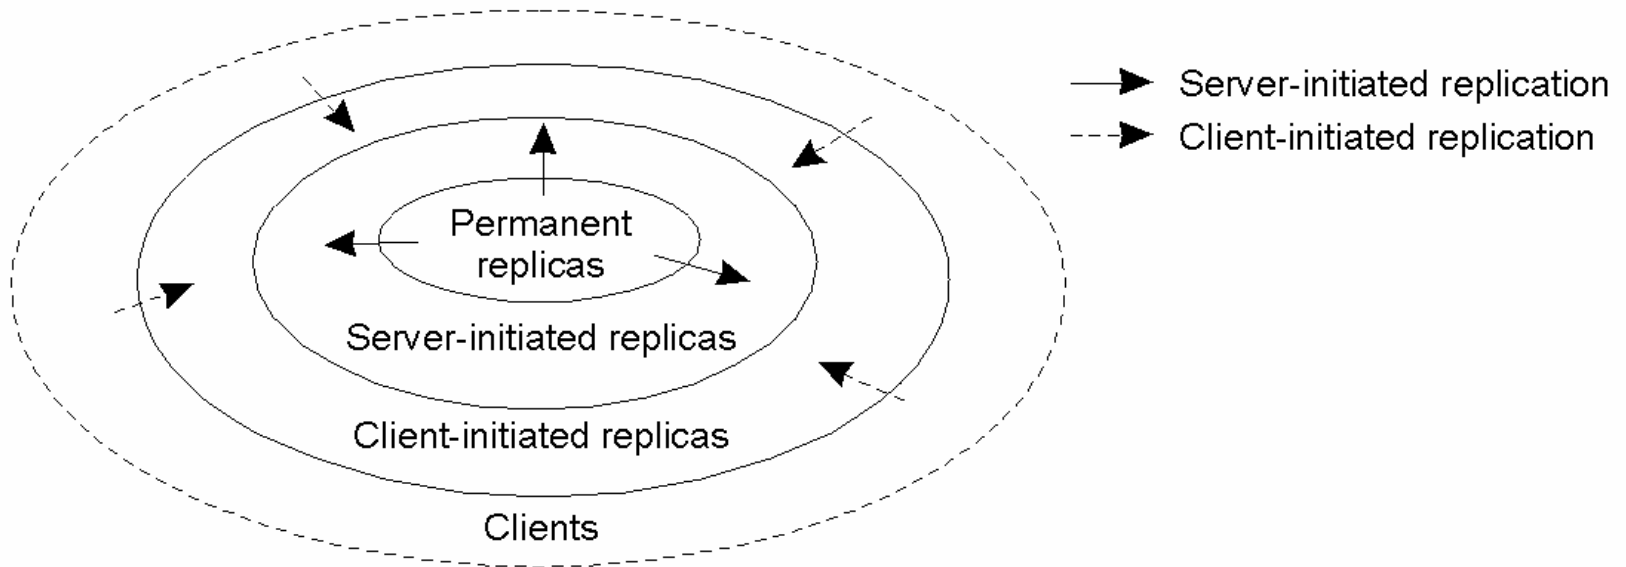 Server-initiated replication
Client-initiated replication
Permanent
replicas
Server-initiated replicas
Client-initiated replicas
Clients